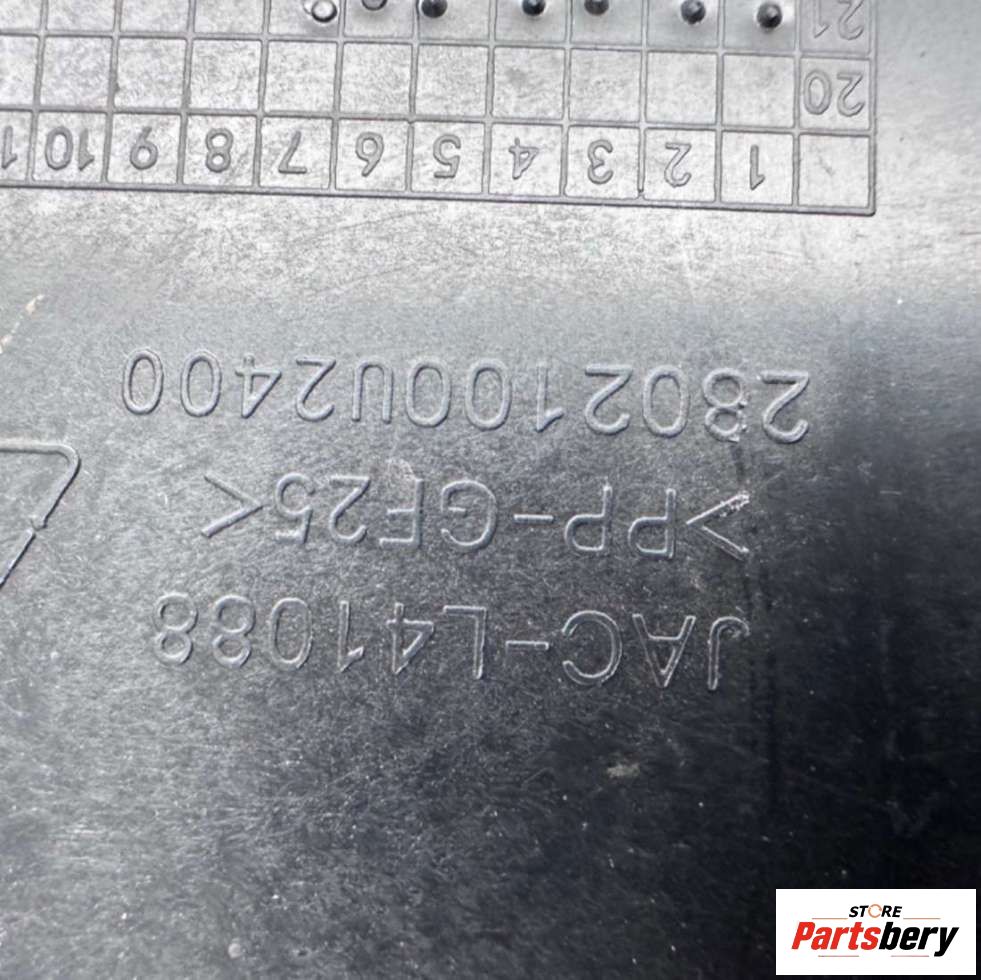 JAC-L41088
>PP-GF25<
2802100U2400
1 2 3 4 5 6 7 8 9 10
20
21
STORE
Partsbery